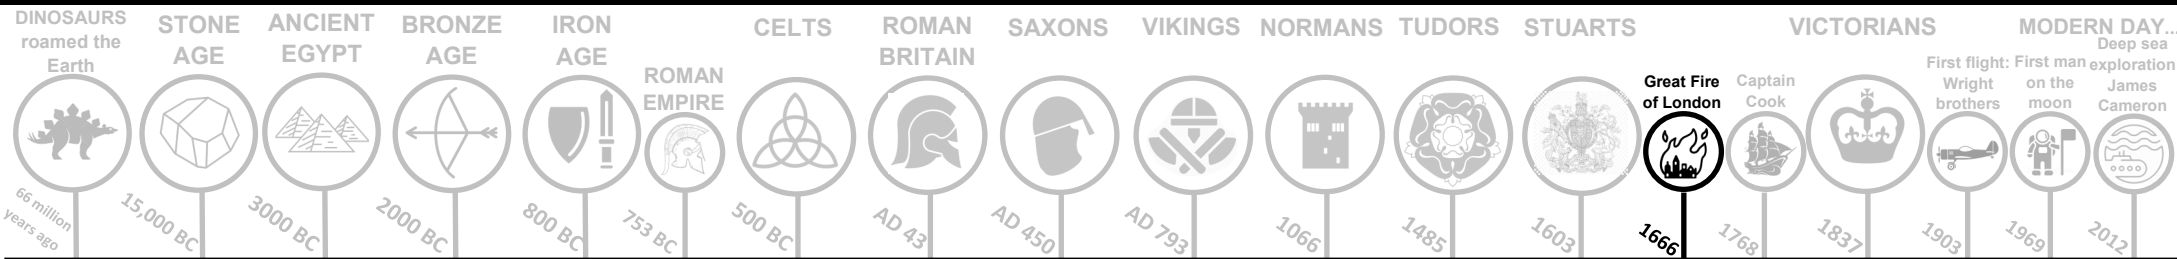 DINOSAURS
roamed the
Earth
66 million
years ago
STONE
AGE
15,000 BC
ANCIENT
EGYPT
3000 BC
BRONZE
AGE
2000 BC
IRON
AGE
800 BC
ROMAN
EMPIRE
753 BC
CELTS
500 BC
ROMAN
BRITAIN
AD 43
SAXONS
AD 450
VIKINGS
AD 793
NORMANS
1066
TUDORS
1485
STUARTS
1603
Great Fire
of London
1666
Captain
Cook
1768
VICTORIANS
1837
First flight:
Wright
brothers
1903
MODERN DAY...
First man
on the
moon
1969
Deep sea
exploration
James
Cameron
2012